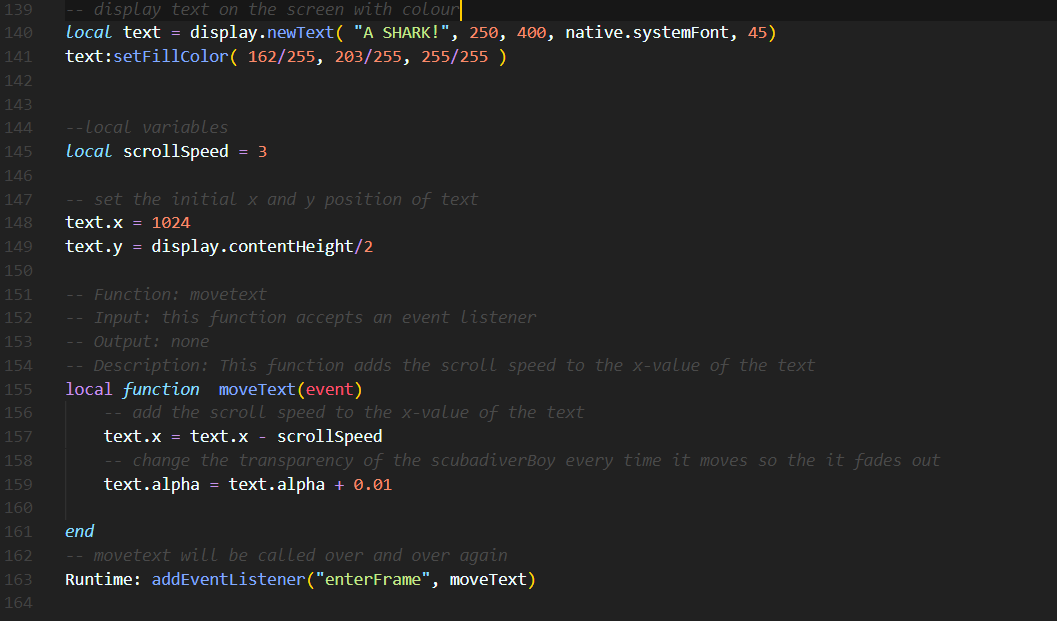 139 -- display text on the screen with colour
140 local text = display.newText( "A SHARK!", 250, 400, native.systemFont, 45)
141 text:setFillColor( 162/255, 203/255, 255/255 )
142
143
144 --local variables
145 local scrollSpeed = 3
146
147 -- set the initial x and y position of text
148 text.x = 1024
149 text.y = display.contentHeight/2
150
151 -- Function: movetext
152 -- Input: this function accepts an event listener
153 -- Output: none
154 -- Description: This function adds the scroll speed to the x-value of the text
155 local function  moveText(event)
156     -- add the scroll speed to the x-value of the text
157     text.x = text.x - scrollSpeed
158     -- change the transparency of the scubadiverBoy every time it moves so the it fades out
159     text.alpha = text.alpha + 0.01
160
161 end
162 -- movetext will be called over and over again
163 Runtime: addEventListener("enterFrame", moveText)
164